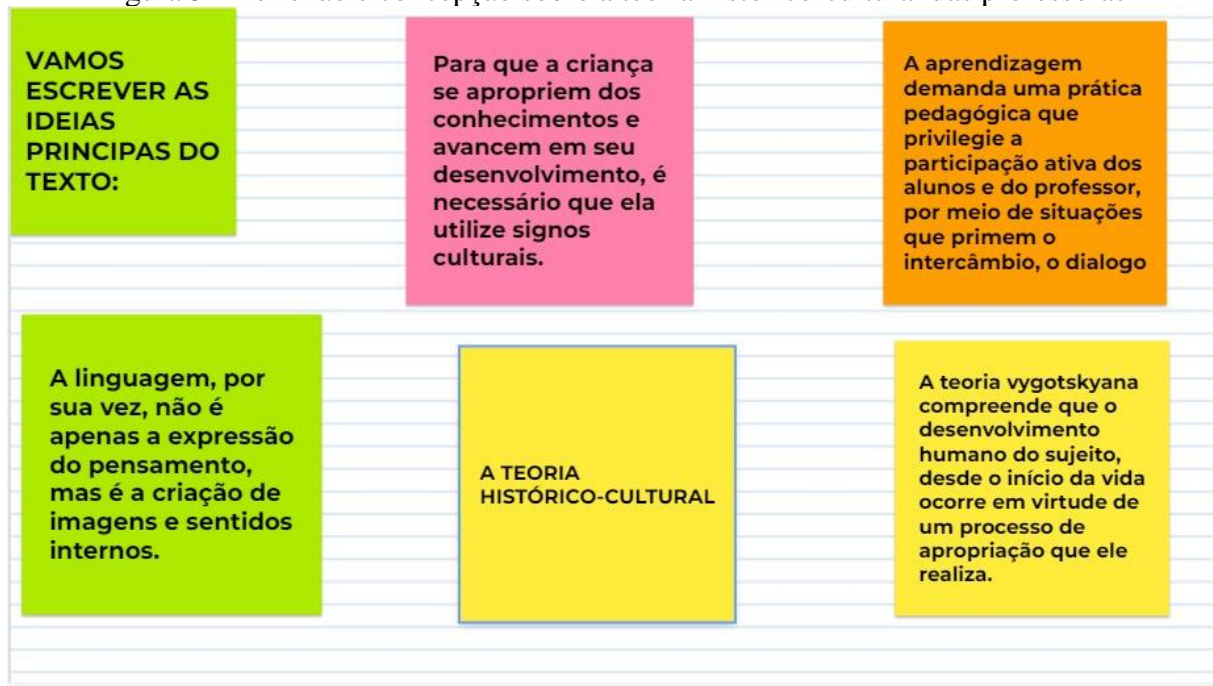 VAMOS
ESCREVER AS
IDEIAS
PRINCIPAS DO
TEXTO:
Para que a criança
se apropriem dos
conhecimentos e
avancem em seu
desenvolvimento, é
necessário que ela
utilize signos
culturais.
A aprendizagem
demanda uma prática
pedagógica que
privilegie a
participação ativa dos
alunos e do professor,
por meio de situações
que primem o
intercâmbio, o dialogo
A linguagem, por
sua vez, não é
apenas a expressão
do pensamento,
mas é a criação de
imagens e sentidos
internos.
A TEORIA
HISTÓRICO-CULTURAL
A teoria vygotskyana
compreende que o
desenvolvimento
humano do sujeito,
desde o início da vida
ocorre em virtude de
um processo de
apropriação que ele
realiza.